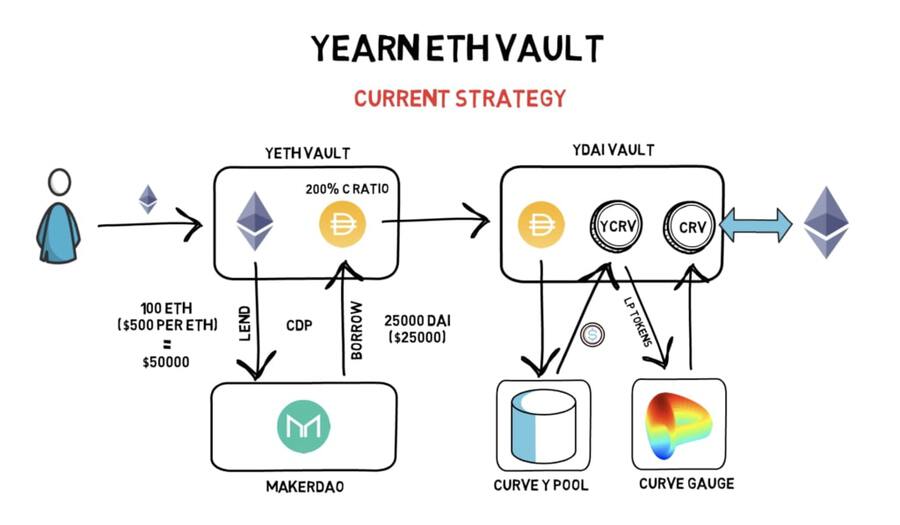 YEARN ETH VAULT
CURRENT STRATEGY
YETH VAULT
200% C RATIO
YDAI VAULT
YCRV
CRV
100 ETH
($500 PER ETH)
=
$50000
LEND
CDP
BORROW
25000 DAI
($25000)
$
LP TOKENS
MAKERDAO
CURVE Y POOL
CURVE GAUGE